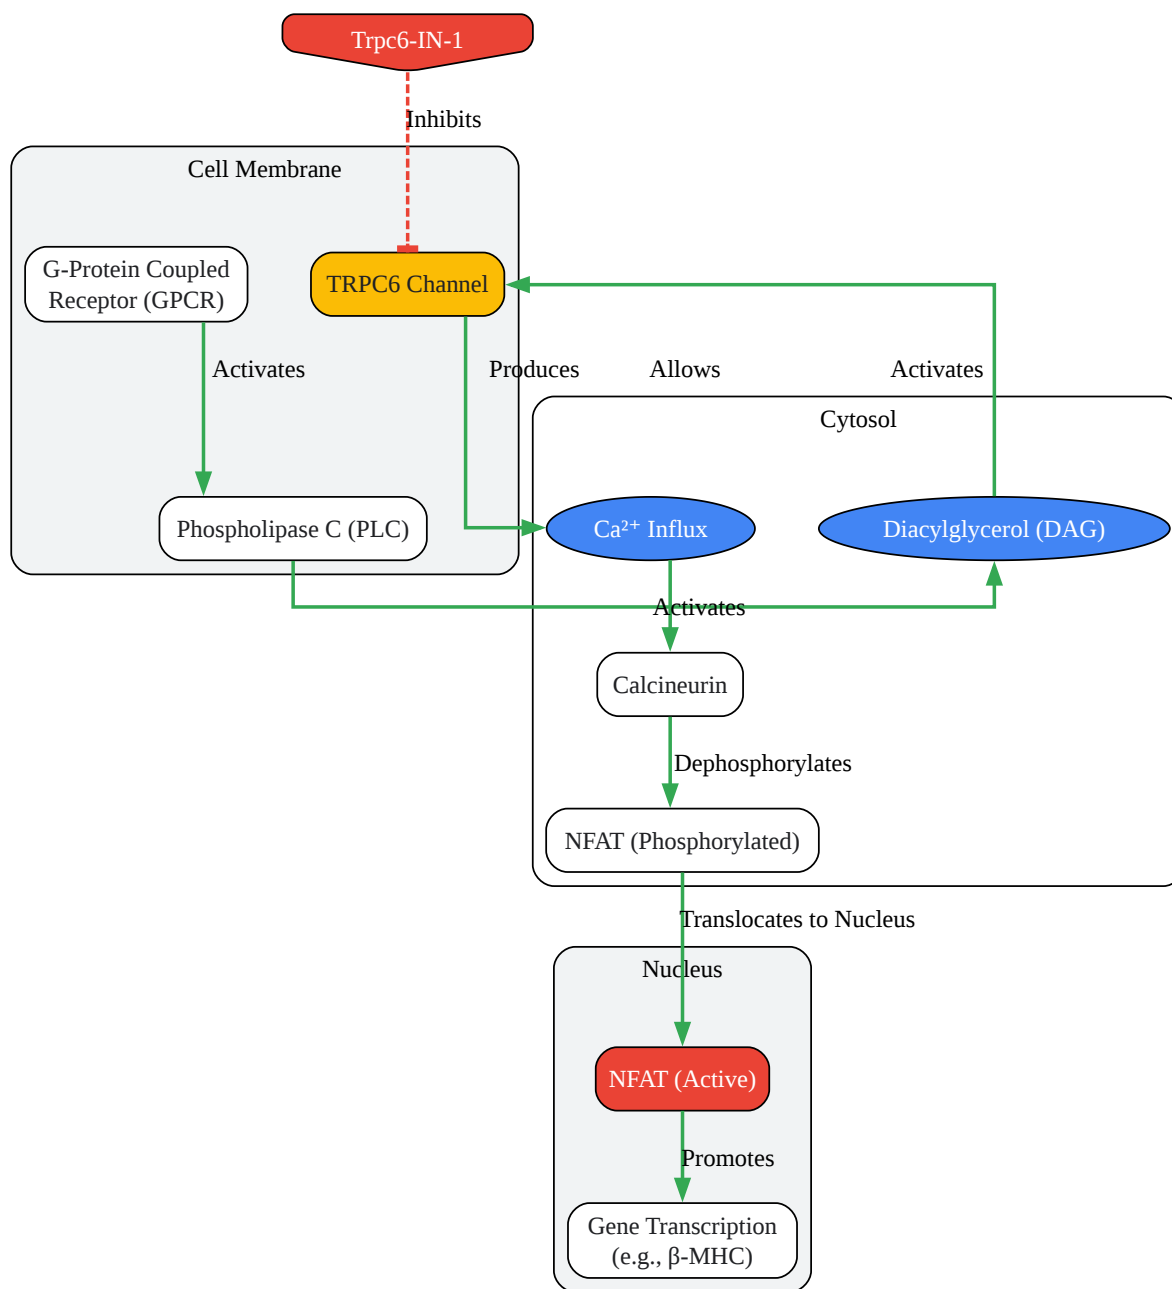 Trpc6-IN-1
Inhibits
Cell Membrane
G-Protein Coupled
Receptor (GPCR)
TRPC6 Channel
Activates
Produces
Allows
Activates
Cytosol
Phospholipase C (PLC)
Ca²⁺ Influx
Diacylglycerol (DAG)
Activates
Calcineurin
Dephosphorylates
NFAT (Phosphorylated)
Translocates to Nucleus
Nucleus
NFAT (Active)
Promotes
Gene Transcription
(e.g., β-MHC)